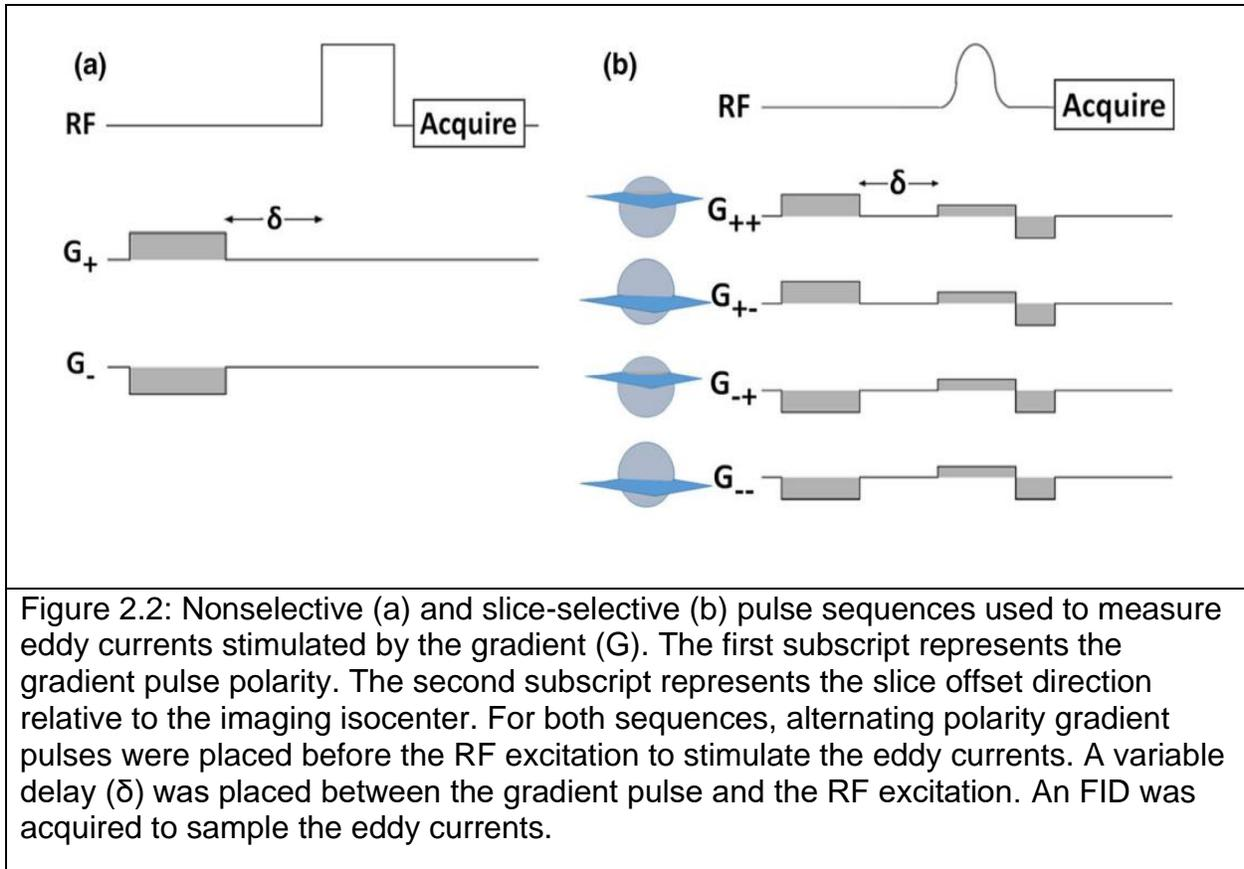 (a)
RF
Acquire
δ
G+
G-
(b)
RF
Acquire
δ
G++
G+-
G-+
G--
Figure 2.2: Nonselective (a) and slice-selective (b) pulse sequences used to measure
eddy currents stimulated by the gradient (G). The first subscript represents the
gradient pulse polarity. The second subscript represents the slice offset direction
relative to the imaging isocenter. For both sequences, alternating polarity gradient
pulses were placed before the RF excitation to stimulate the eddy currents. A variable
delay (δ) was placed between the gradient pulse and the RF excitation. An FID was
acquired to sample the eddy currents.